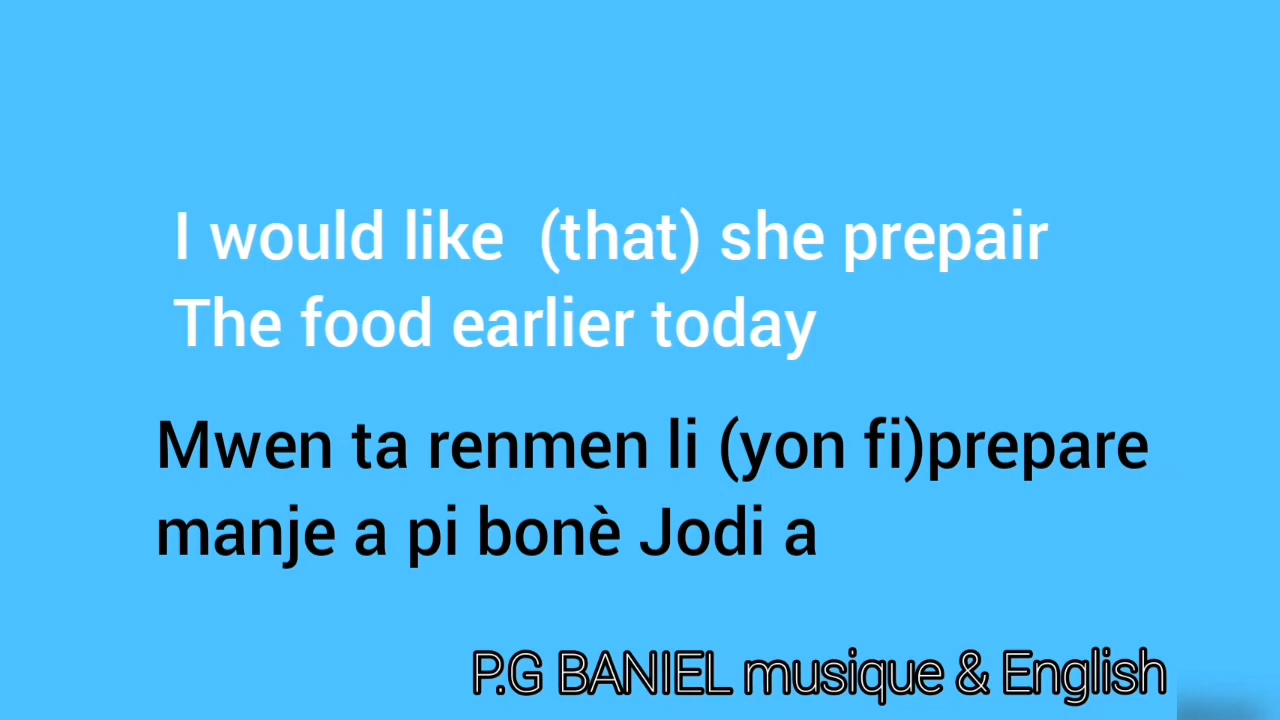 I would like (that) she prepair
The food earlier today
Mwen ta renmen li (yon fi)prepare
manje a pi bonè Jodi a
P.G BANIEL musique & English